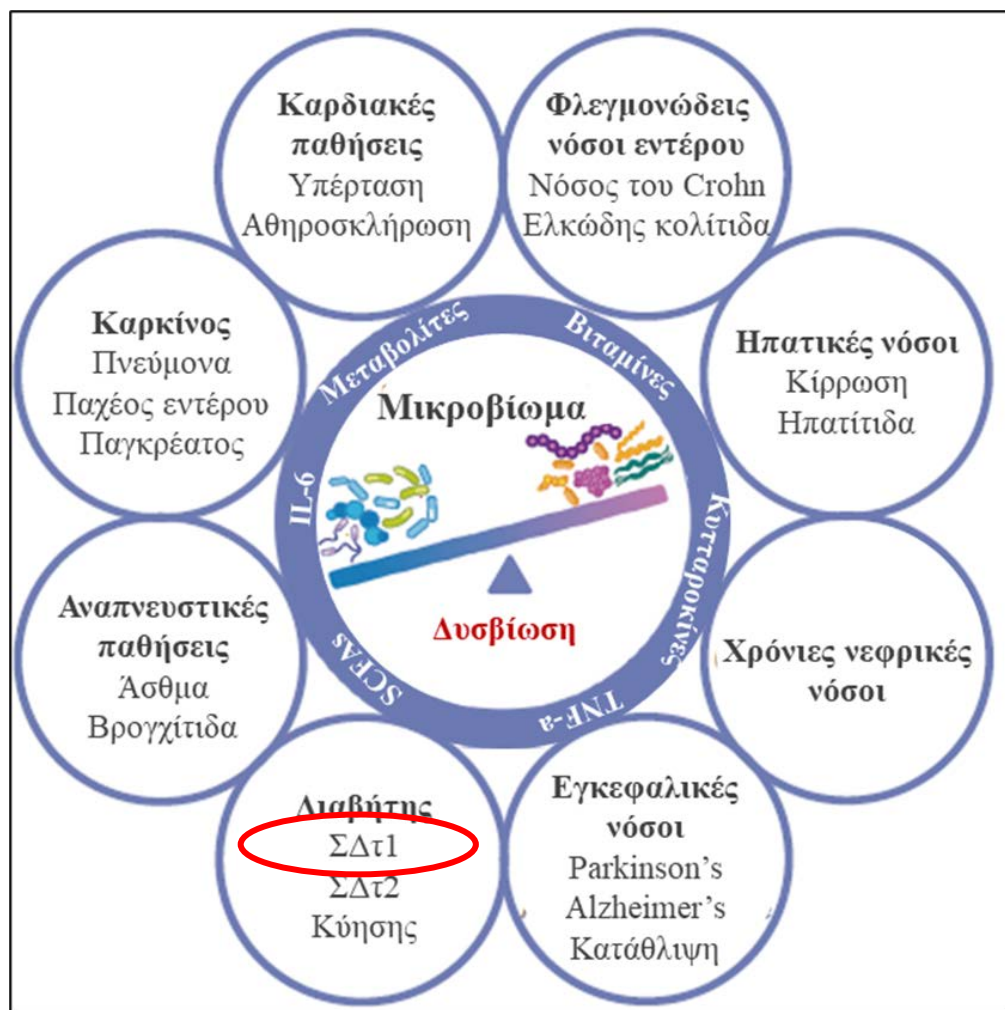 Καρδιακές
παθήσεις
Υπέρταση
Αθηροσκλήρωση
Φλεγμονώδεις
νόσοι εντέρου
Νόσος του Crohn
Ελκώδης κολίτιδα
Καρκίνος
Πνεύμονα
Παχέος εντέρου
Παγκρέατος
Ηπατικές νόσοι
Κίρρωση
Ηπατίτιδα
Μεταβολίτες
Βιταμίνες
Κυτταροκίνες
TNF-a
SCFAs
IL-6
Μικροβίωμα
Δυσβίωση
Αναπνευστικές
παθήσεις
Άσθμα
Βρογχίτιδα
Χρόνιες νεφρικές
νόσοι
Διαβήτης
ΣΔτ1
ΣΔτ2
Κύησης
Εγκεφαλικές
νόσοι
Parkinson’s
Alzheimer’s
Κατάθλιψη